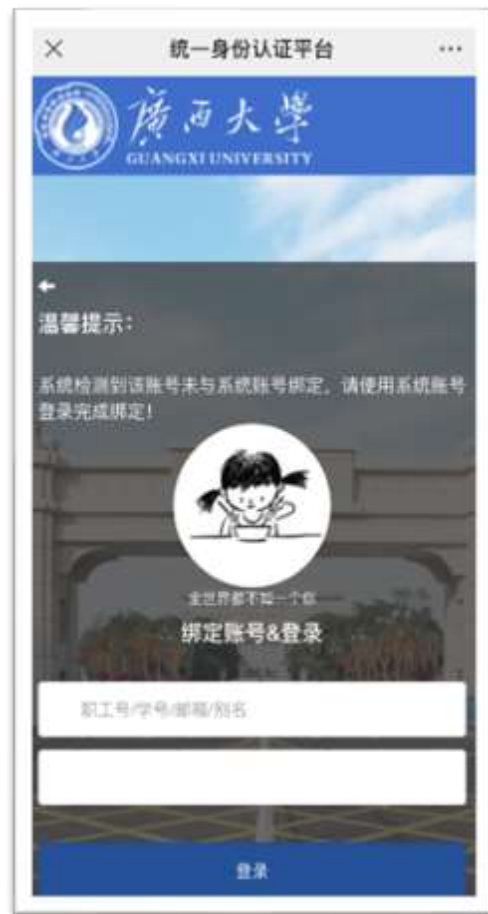 统一身份认证平台
廣西大學
GUANGXI UNIVERSITY
温馨提示：
系统检测到该账号未与系统账号绑定，请使用系统账号
登录完成绑定！
全世界都不如一个你
绑定账号&登录
职工号/学号/邮箱/别名
登录